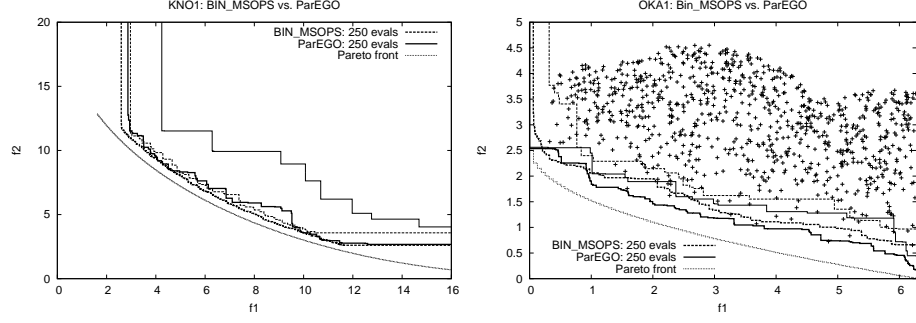 KNO1: BIN_MSOPS vs. ParEGO
20
15
10
5
0
f2
BIN_MSOPS: 250 evals
ParEGO: 250 evals
Pareto front
0 2 4 6 8 10 12 14 16
f1
OKA1: Bin_MSOPS vs. ParEGO
5
4.5
4
3.5
3
2.5
2
1.5
1
0.5
0
f2
BIN_MSOPS: 250 evals
ParEGO: 250 evals
Pareto front
0 1 2 3 4 5 6
f1